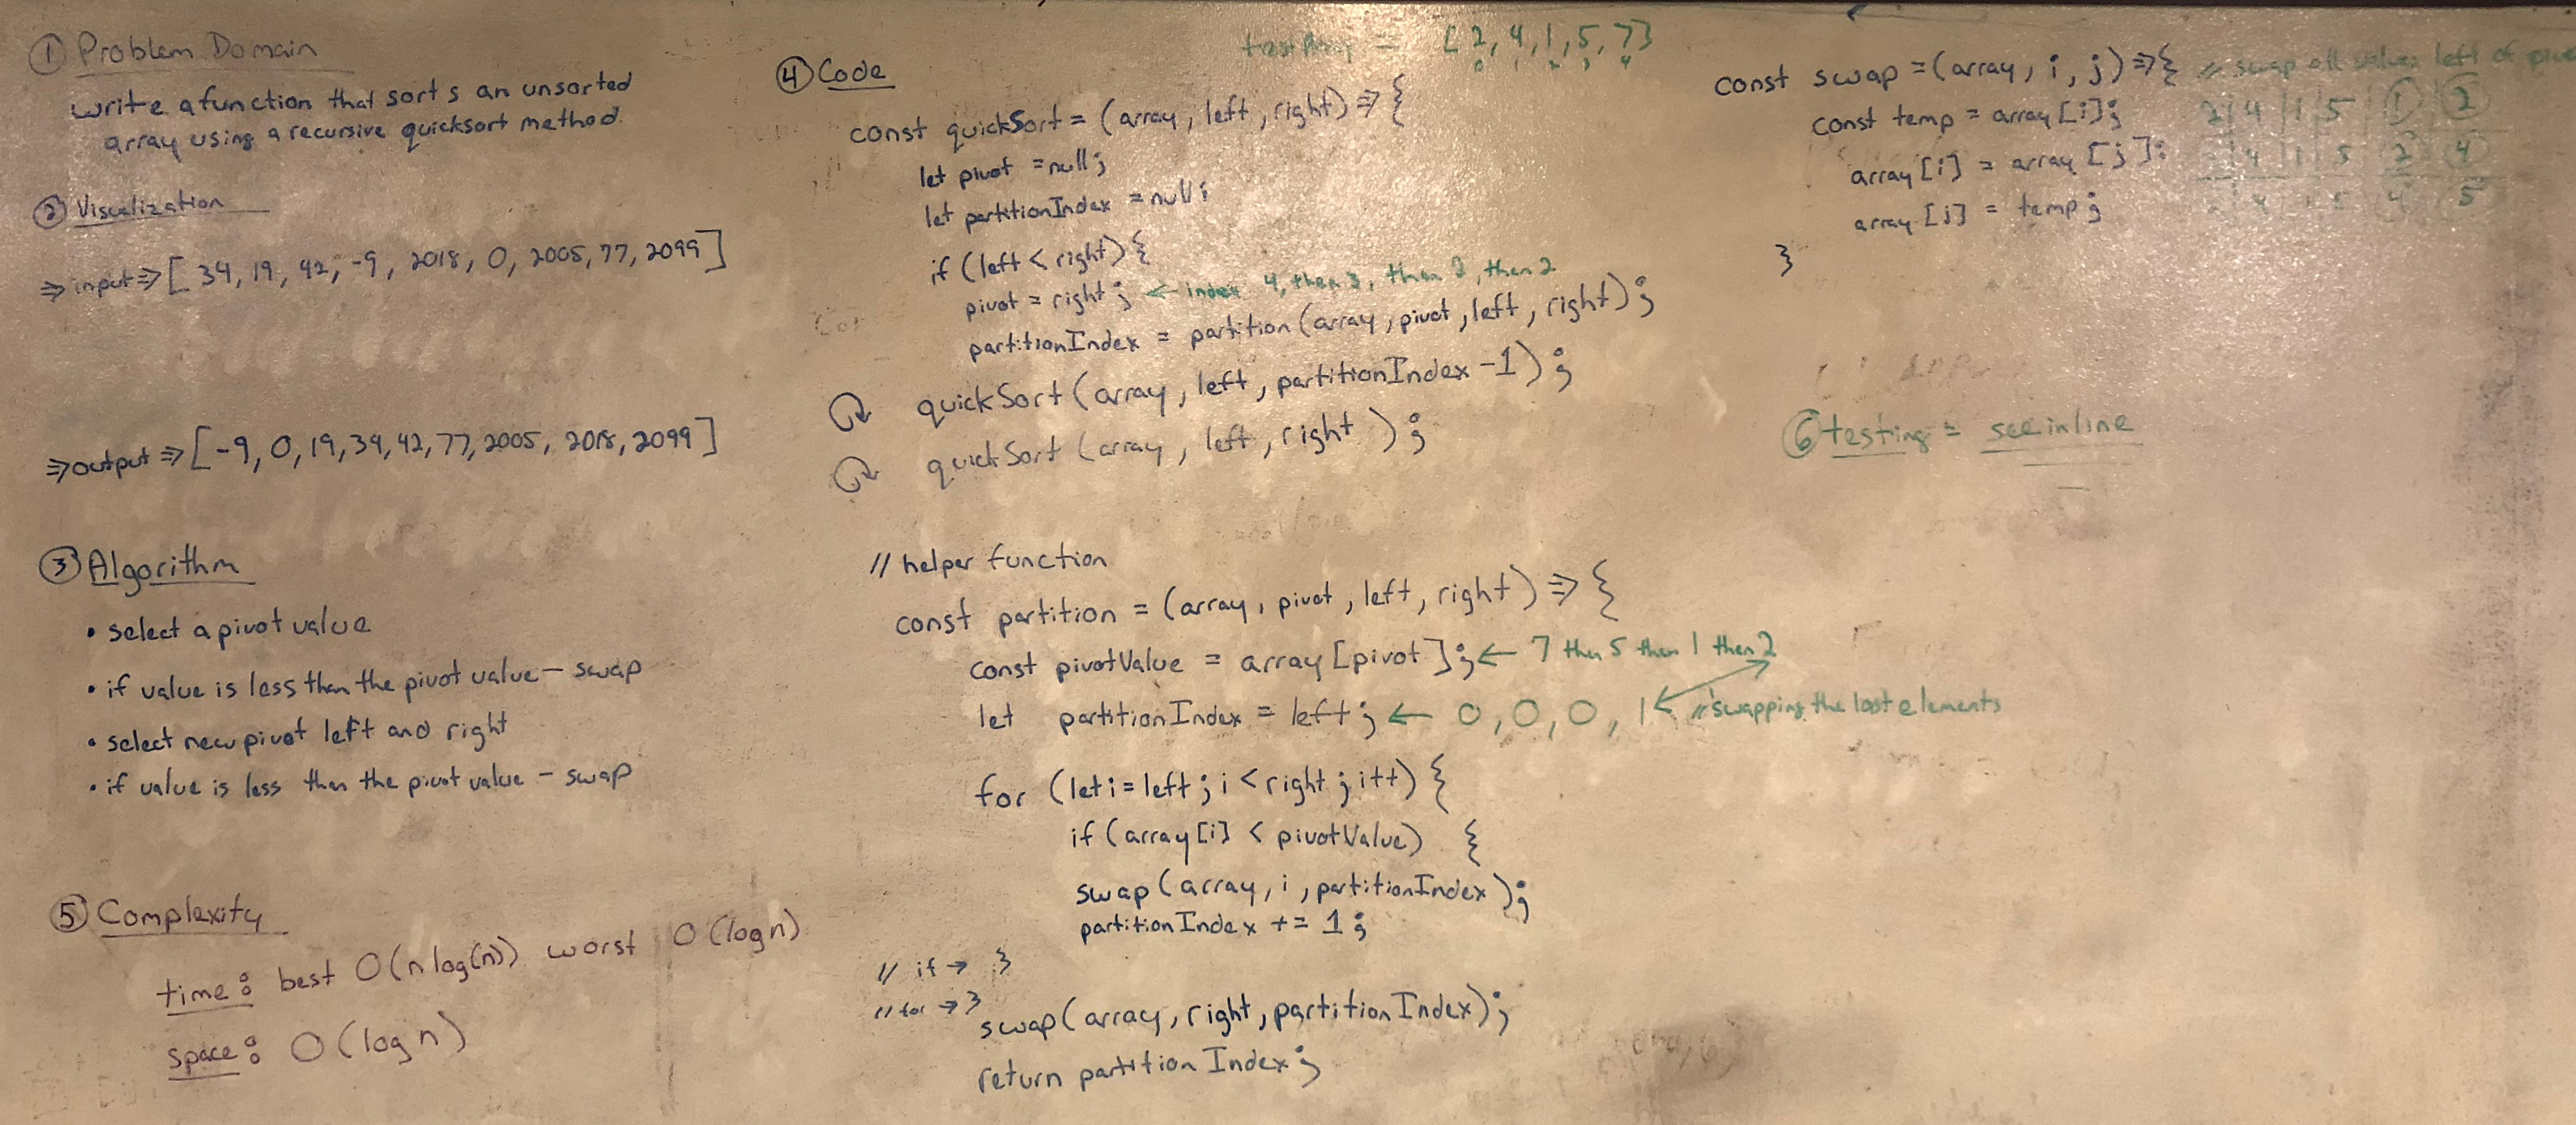 ① Problem Domain
write a function that sorts an unsorted
array using a recursive quicksort method.
② Visualization
⇒ input ⇒ [ 34, 19, 42, -9, 2018, 0, 2005, 77, 2099 ]
⇒ output ⇒ [ -9, 0, 19, 34, 42, 77, 2005, 2018, 2099 ]
③ Algorithm
• select a pivot value
• if value is less than the pivot value - swap
• select new pivot left and right
• if value is less than the pivot value - swap
⑤ Complexity
time: best O(n log(n)) worst O(log n)
space: O(log n)
testArray = [2, 4, 1, 5, 7]
0 1 2 3 4
④ Code
const quickSort = (array, left, right) => {
let pivot = null;
let partitionIndex = null;
if (left < right) {
pivot = right; ← index 4, then 3, then 2, then 2
partitionIndex = partition (array, pivot, left, right);
quickSort (array, left, partitionIndex - 1);
quickSort (array, left, right);
// helper function
const partition = (array, pivot, left, right) => {
const pivotValue = array [pivot]; ← 7 then 5 then 1 then 2
let partitionIndex = left; ← 0, 0, 0, 1 ← // swapping the last elements
for (let i = left; i < right; i++) {
if (array [i] < pivotValue) {
swap (array, i, partitionIndex);
partitionIndex += 1;
// if → }
// for → }
swap (array, right, partitionIndex);
return partitionIndex;
const swap = (array, i, j) => { // swap all values left of
const temp = array [i];
array [i] = array [j];
array [j] = temp;
}
2 | 4 | 1 | 5 | ① | ②
4 | 1 | 5 | 2 | ④
4 5 4 5
⑥ testing = see inline